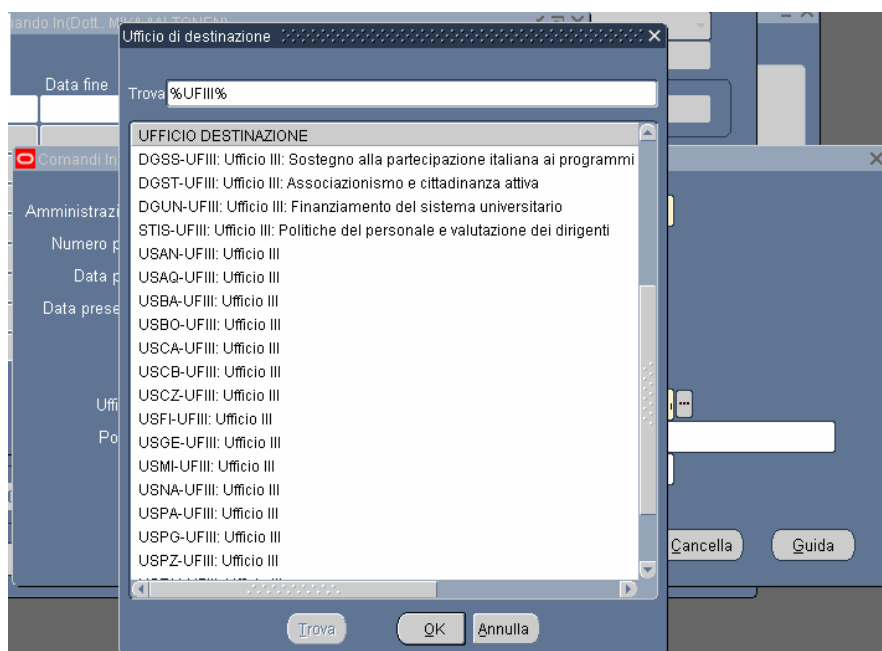 Ufficio di destinazione
Data fine
Trova %UFIII%
UFFICIO DESTINAZIONE
DGSS-UFIII: Ufficio III: Sostegno alla partecipazione italiana ai programmi
DGST-UFIII: Ufficio III: Associazionismo e cittadinanza attiva
DGUN-UFIII: Ufficio III: Finanziamento del sistema universitario
STIS-UFIII: Ufficio III: Politiche del personale e valutazione dei dirigenti
USAN-UFIII: Ufficio III
USAQ-UFIII: Ufficio III
USBA-UFIII: Ufficio III
USBO-UFIII: Ufficio III
USCA-UFIII: Ufficio III
USCB-UFIII: Ufficio III
USCZ-UFIII: Ufficio III
USFI-UFIII: Ufficio III
USGE-UFIII: Ufficio III
USMI-UFIII: Ufficio III
USNA-UFIII: Ufficio III
USPA-UFIII: Ufficio III
USPG-UFIII: Ufficio III
USPZ-UFIII: Ufficio III
Comandi In
Amministrazi
Numero p
Data p
Data prese
Uffi
Po
Cancella
Guida
Trova
OK
Annulla